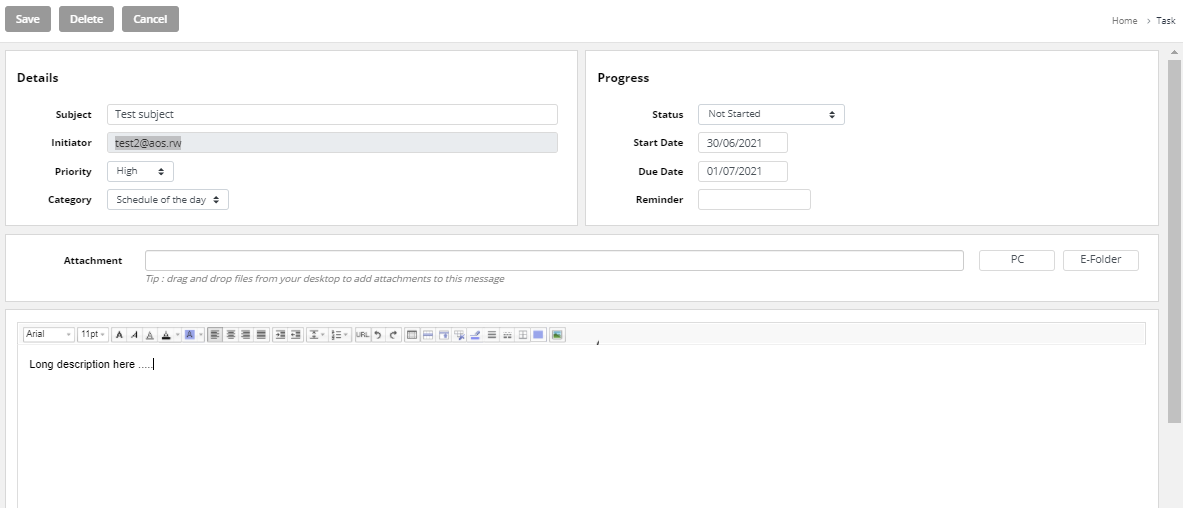 Save Delete Cancel
Home > Task
Details
Subject Test subject
Initiator test2@aos.rw
Priority High
Category Schedule of the day
Progress
Status Not Started
Start Date 30/06/2021
Due Date 01/07/2021
Reminder
Attachment PC E-Folder
Tip : drag and drop files from your desktop to add attachments to this message
Arial 11pt A A A A A URL
Long description here .....